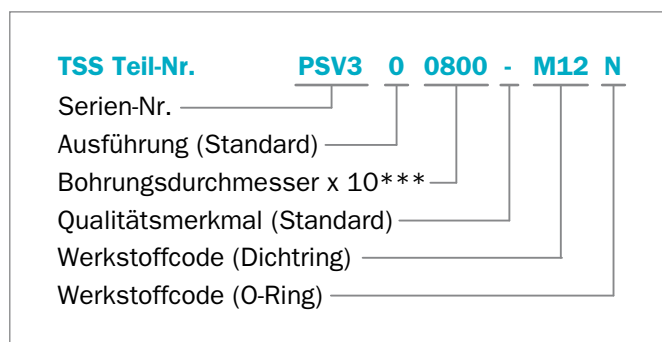 TSS Teil-Nr. PSV3 0 0800 - M12 N
Serien-Nr.
Ausführung (Standard)
Bohrungsdurchmesser x 10***
Qualitätsmerkmal (Standard)
Werkstoffcode (Dichtring)
Werkstoffcode (O-Ring)